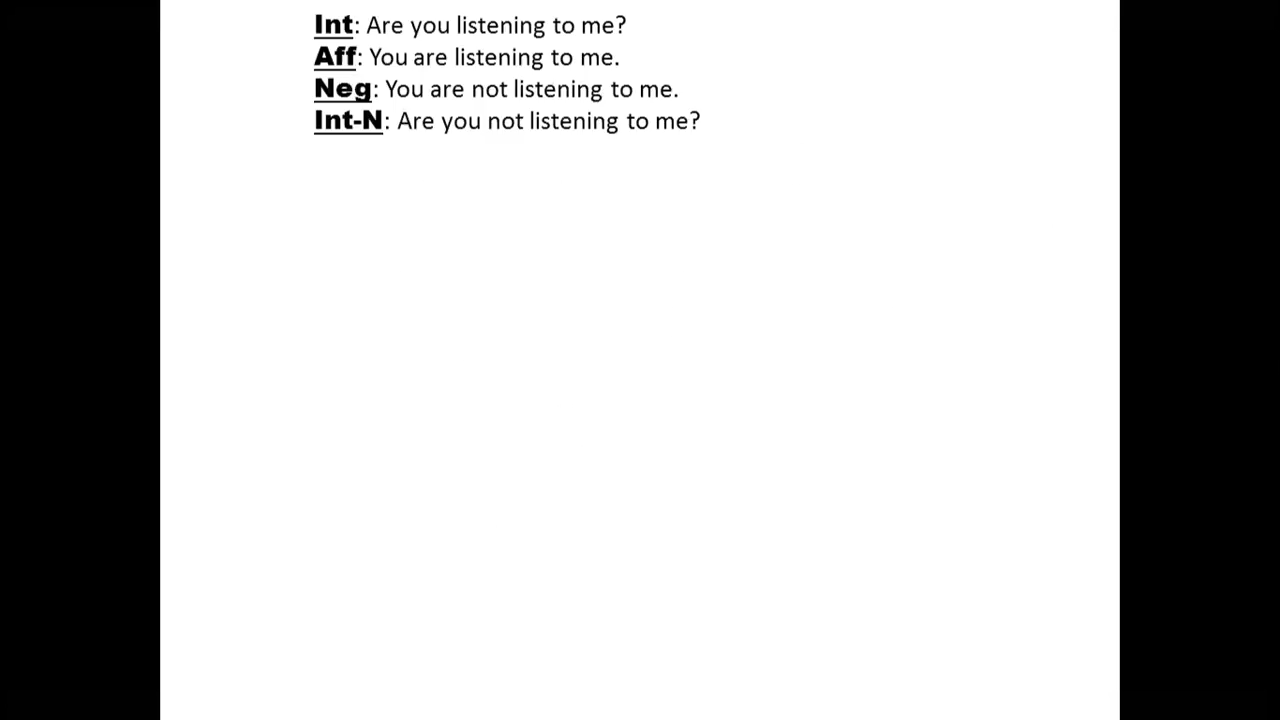 Int: Are you listening to me?
Aff: You are listening to me.
Neg: You are not listening to me.
Int-N: Are you not listening to me?